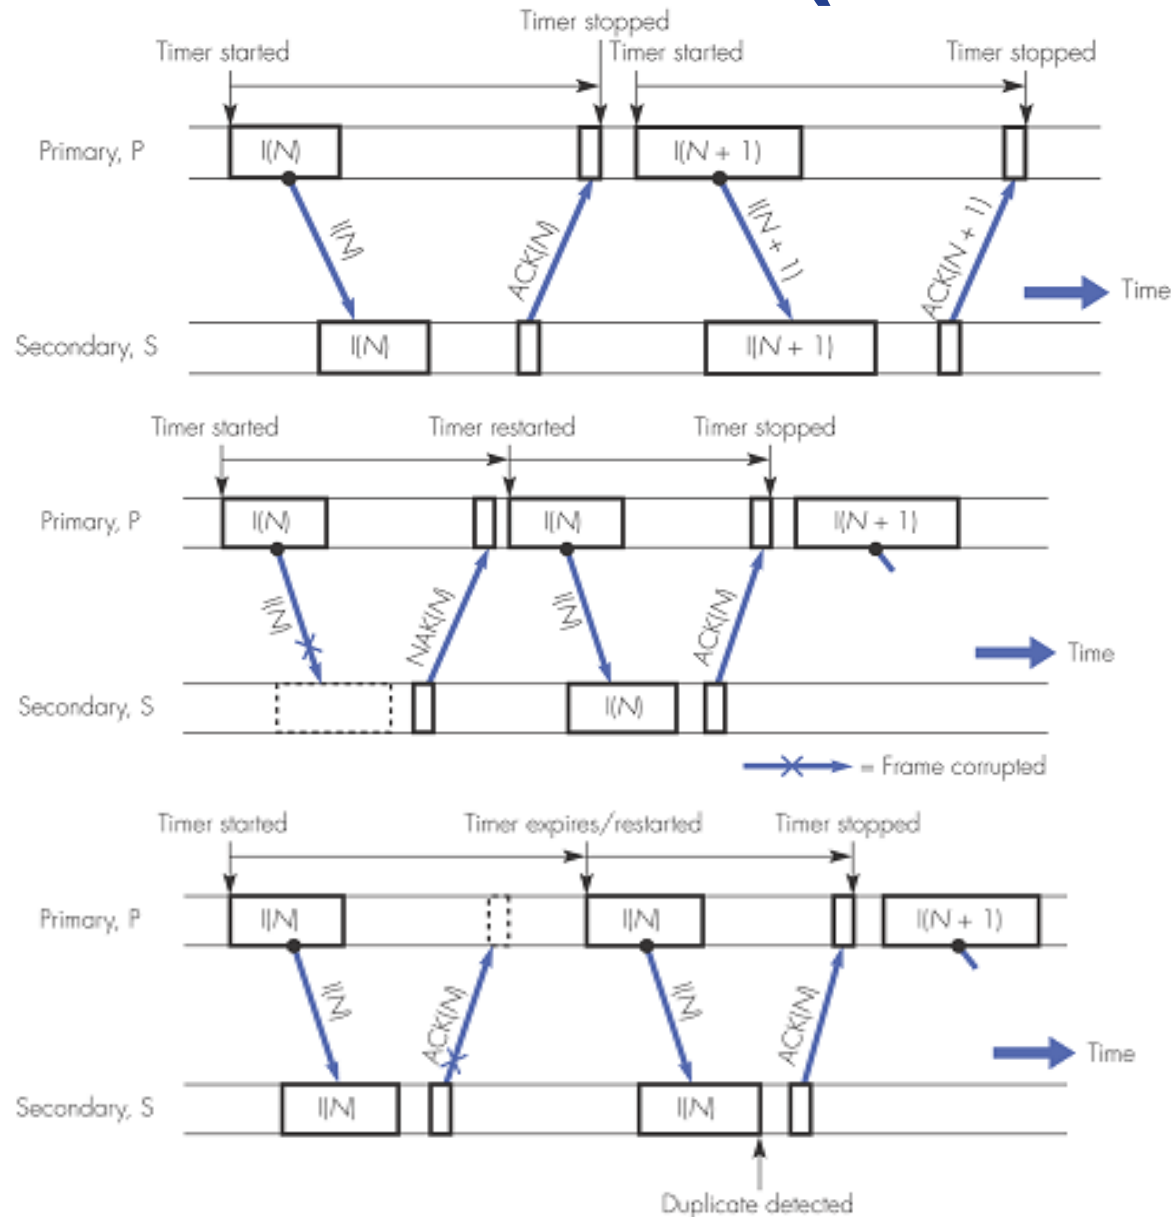 Timer stopped
Timer started Timer started Timer stopped
Primary, P I(N) I(N + 1)
I(N) ACK(N) I(N + 1) ACK(N + 1)
Time
Secondary, S I(N) I(N + 1)
Timer started Timer restarted Timer stopped
Primary, P I(N) I(N) I(N + 1)
I(N) NAK(N) I(N) ACK(N)
Time
Secondary, S I(N)
= Frame corrupted
Timer started Timer expires/restarted Timer stopped
Primary, P I(N) I(N) I(N + 1)
I(N) ACK(N) I(N) ACK(N)
Time
Secondary, S I(N) I(N)
Duplicate detected